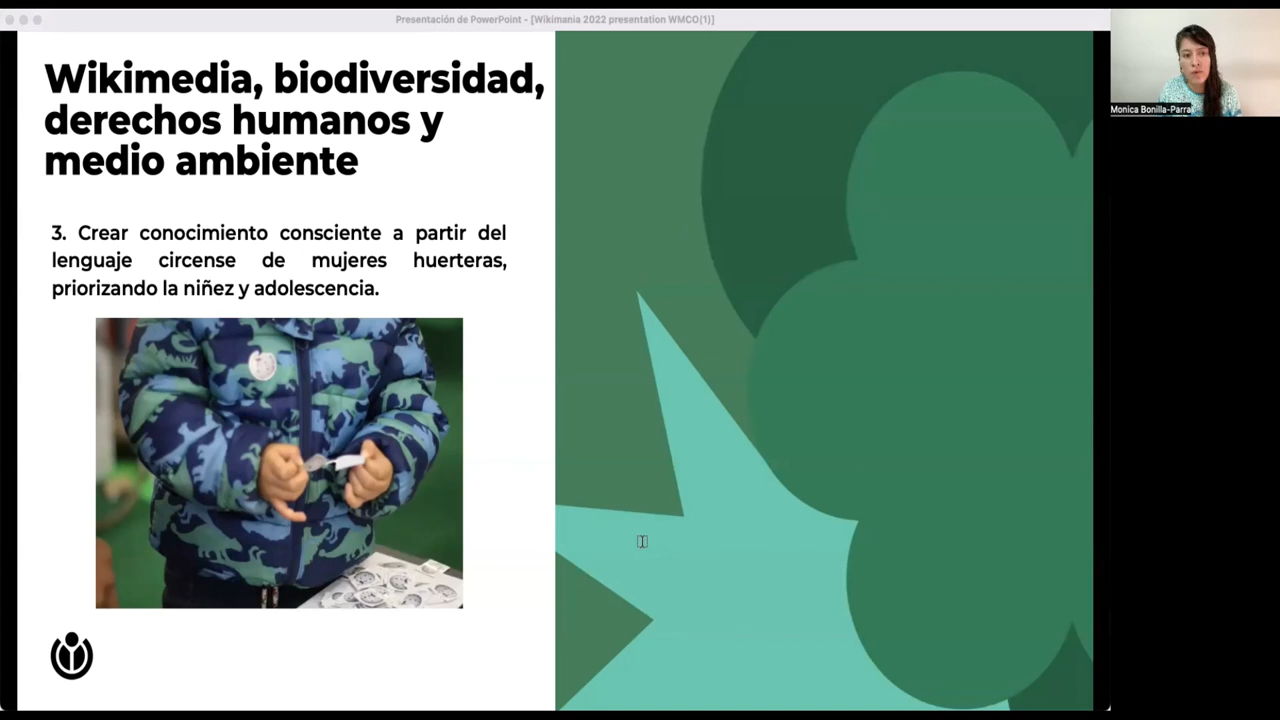 Presentación de PowerPoint - [Wikimania 2022 presentation WMCO(1)]
Wikimedia, biodiversidad,
derechos humanos y
medio ambiente
3. Crear conocimiento consciente a partir del
lenguaje circense de mujeres huerteras,
priorizando la niñez y adolescencia.
Monica Bonilla-Parra